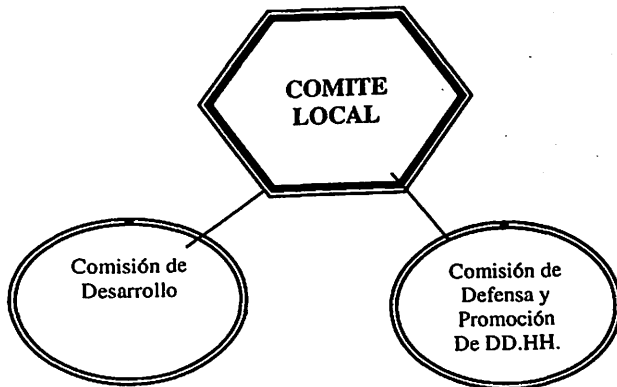 COMITE
LOCAL
Comisión de
Desarrollo
Comisión de
Defensa y
Promoción
De DD.HH.